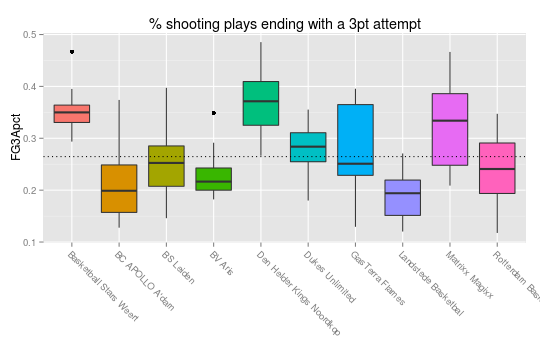 % shooting plays ending with a 3pt attempt
FG3Apct
0.5
0.4
0.3
0.2
0.1
Basketball Stars Weert
BC APOLLO A'dam
BS Leiden
BV Aris
Den Helder Kings Noordkop
Dukes Unlimited
GasTerra Flames
Landstede Basketbal
Matrixx Magixx
Rotterdam Bas